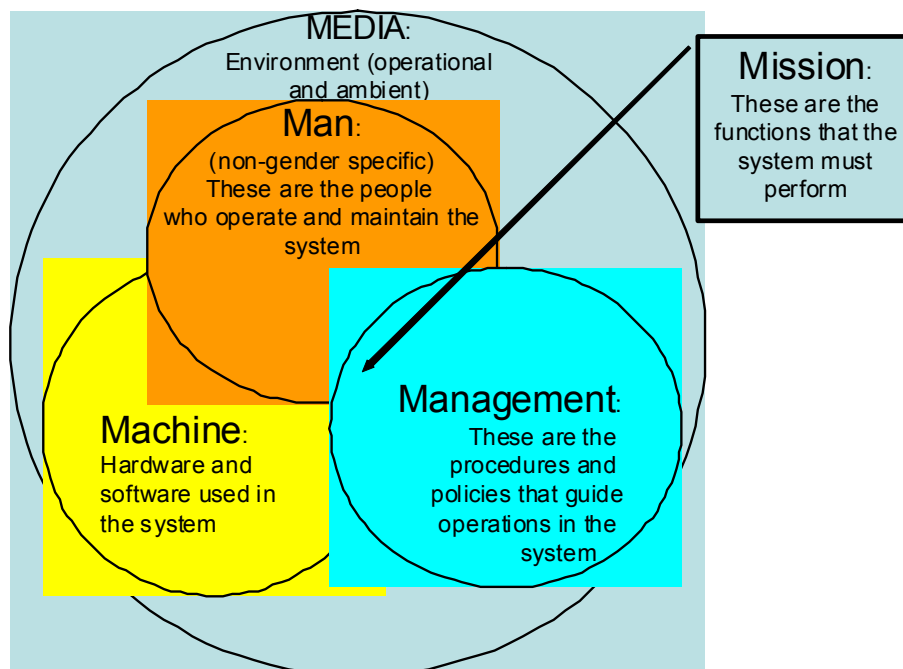 MEDIA:
Environment (operational
and ambient)
Man:
(non-gender specific)
These are the people
who operate and maintain the
system
Mission:
These are the
functions that the
system must
perform
Machine:
Hardware and
software used in
the system
Management:
These are the
procedures and
policies that guide
operations in the
system